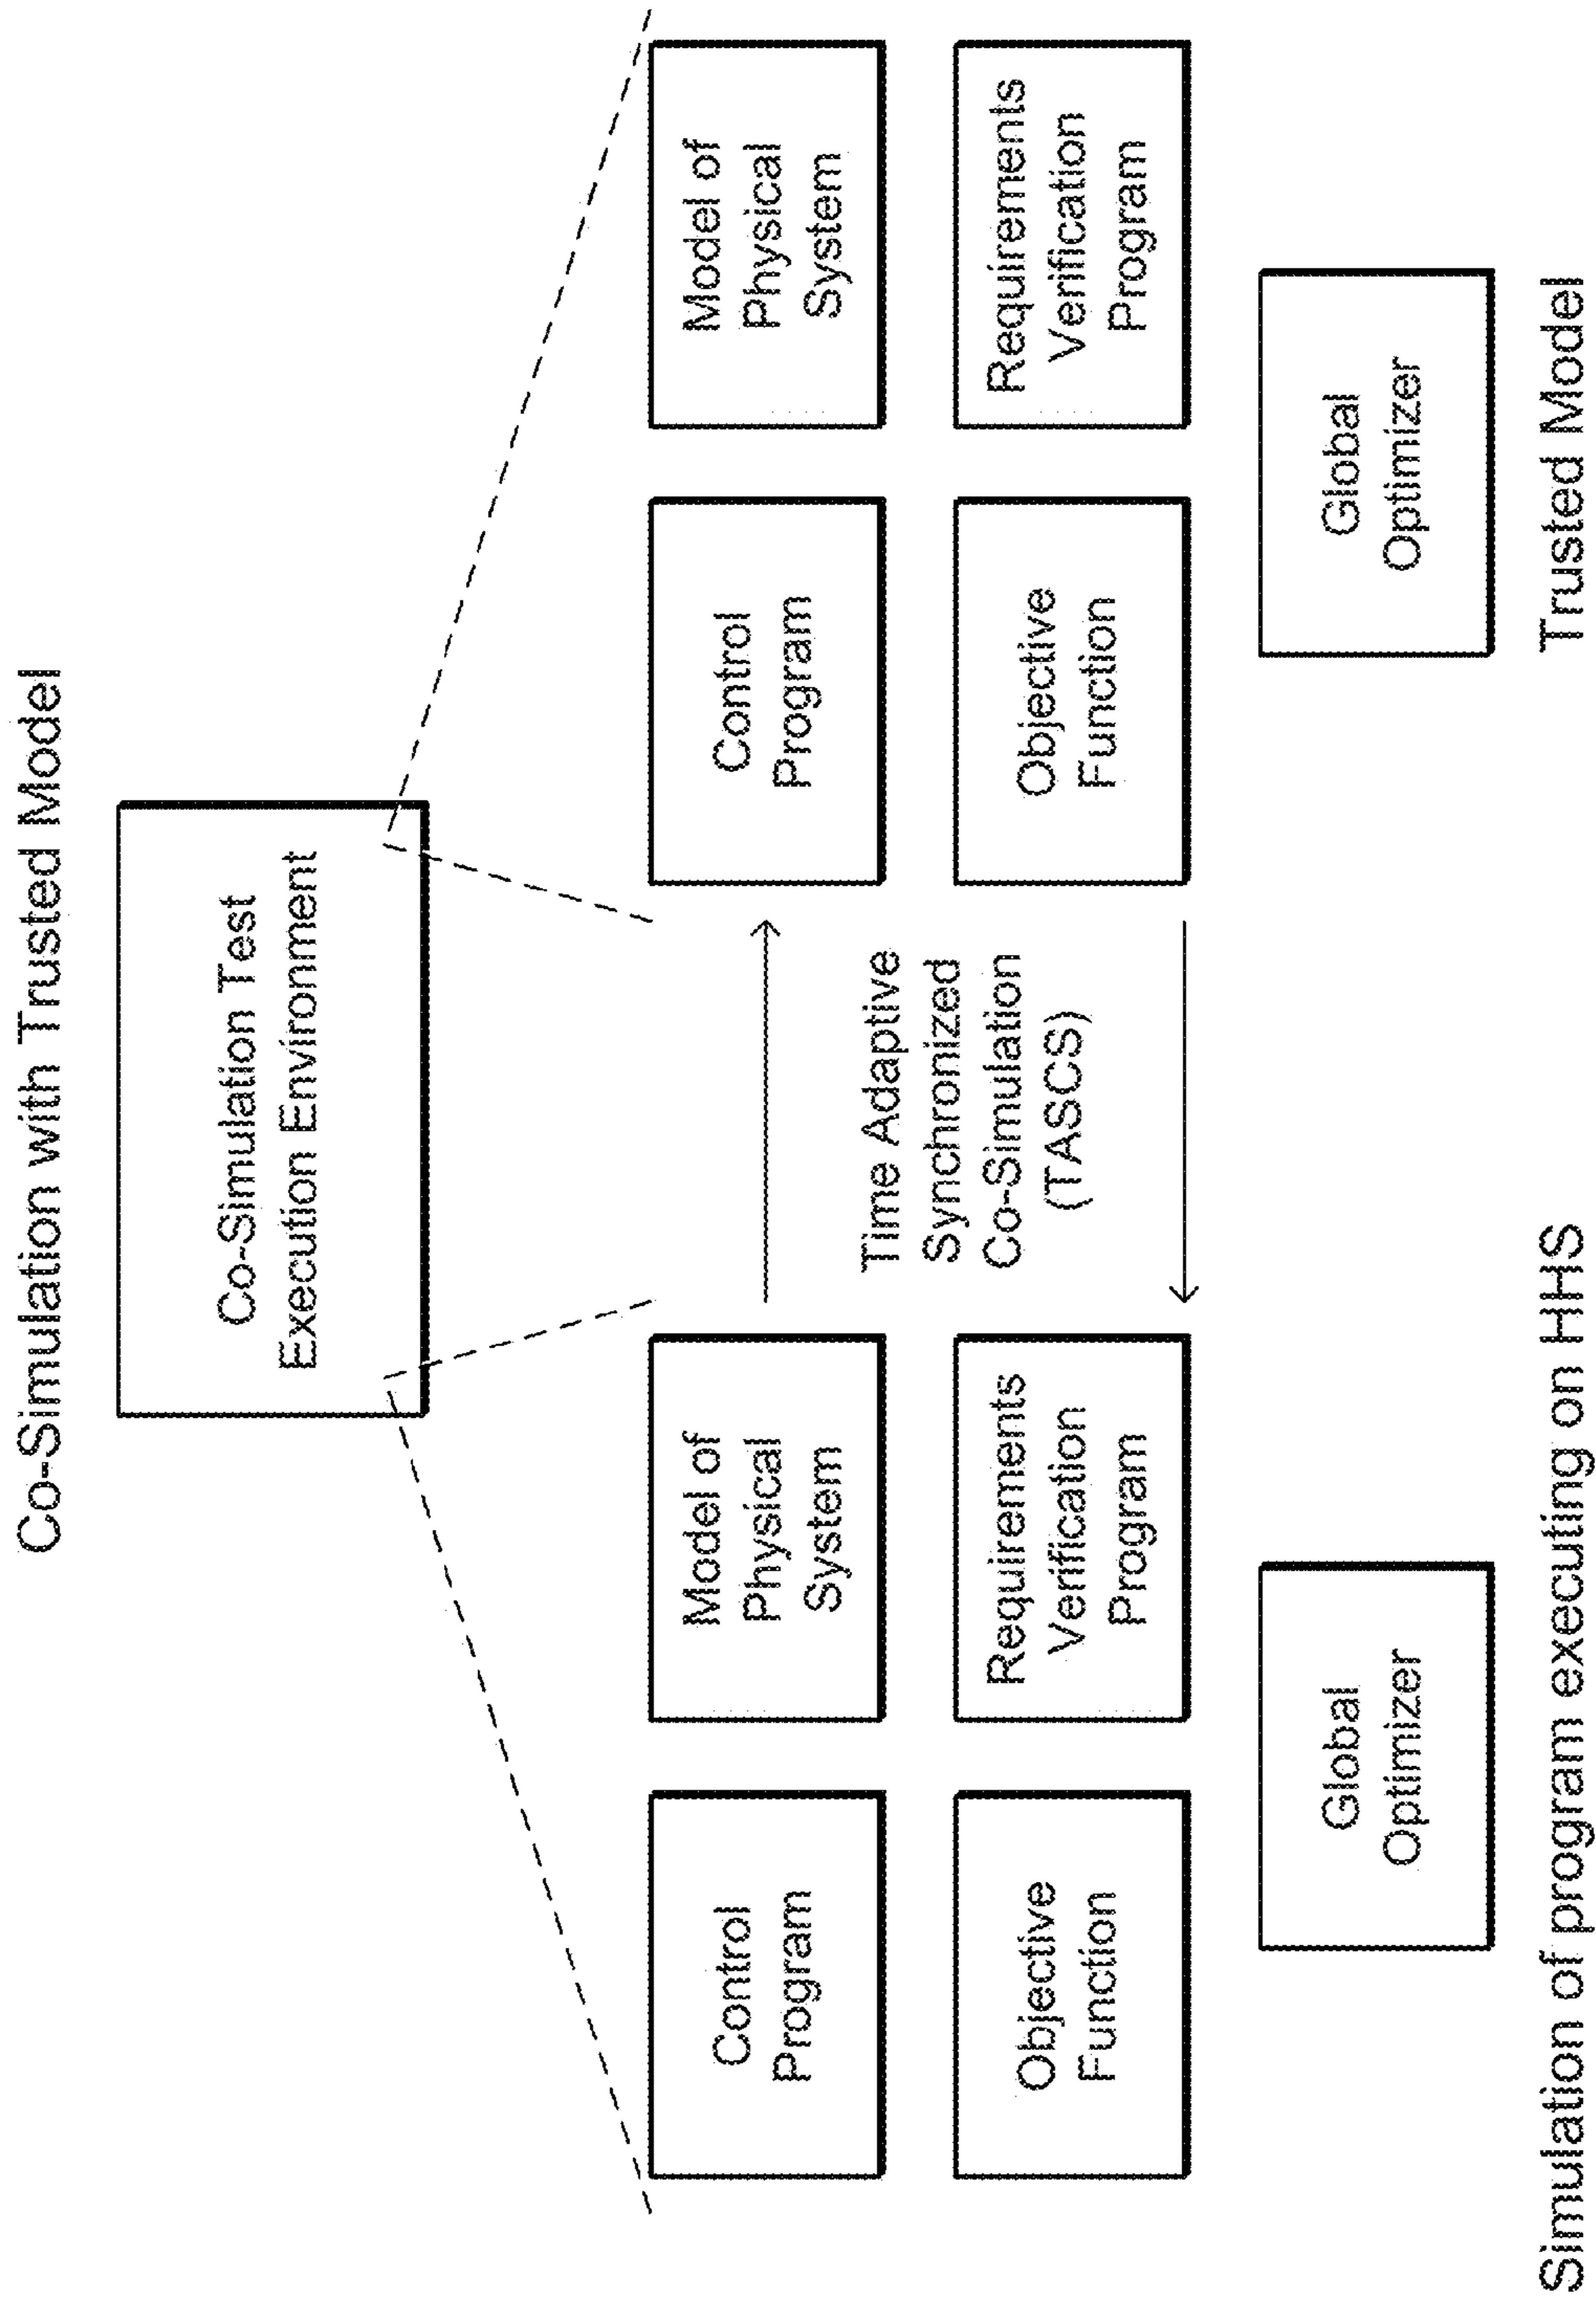 Co-Simulation with Trusted Model
Co-Simulation Test
Execution Environment
Control
Program
Model of
Physical
System
Objective
Function
Requirements
Verification
Program
Global
Optimizer
Simulation of program executing on HHS
Time Adaptive
Synchronized
Co-Simulation
(TASCS)
Control
Program
Model of
Physical
System
Objective
Function
Requirements
Verification
Program
Global
Optimizer
Trusted Model